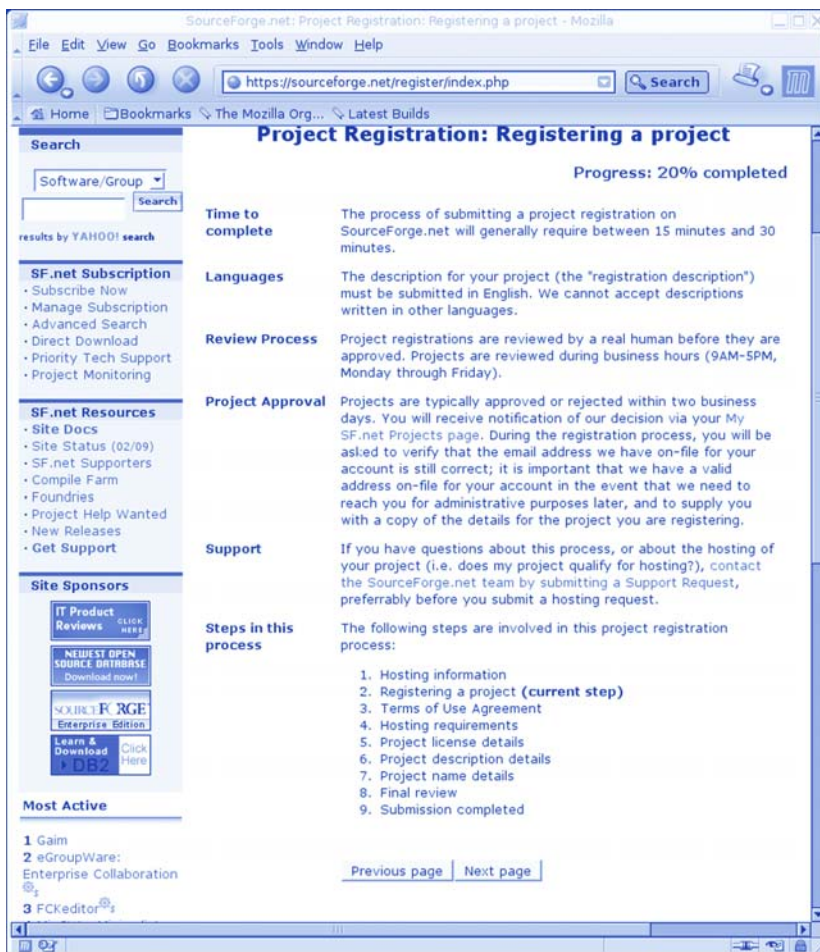 SourceForge.net: Project Registration: Registering a project - Mozilla
File Edit View Go Bookmarks Tools Window Help
https://sourceforge.net/register/index.php
Search
Home Bookmarks The Mozilla Org... Latest Builds
Search
Software/Group
Search
results by YAHOO! search
SF.net Subscription
· Subscribe Now
· Manage Subscription
· Advanced Search
· Direct Download
· Priority Tech Support
· Project Monitoring
SF.net Resources
· Site Docs
· Site Status (02/09)
· SF.net Supporters
· Compile Farm
· Foundries
· Project Help Wanted
· New Releases
· Get Support
Site Sponsors
IT Product
Reviews CLICK
HERE!
NEWEST OPEN
SOURCE DATABASE
Download now!
SOURCEFORGE
Enterprise Edition
Learn &
Download
DB2
Click
Here
Most Active
1 Gaim
2 eGroupWare:
Enterprise Collaboration
3 FCKeditor
Project Registration: Registering a project
Progress: 20% completed
Time to
complete
The process of submitting a project registration on
SourceForge.net will generally require between 15 minutes and 30
minutes.
Languages
The description for your project (the "registration description")
must be submitted in English. We cannot accept descriptions
written in other languages.
Review Process
Project registrations are reviewed by a real human before they are
approved. Projects are reviewed during business hours (9AM-5PM,
Monday through Friday).
Project Approval
Projects are typically approved or rejected within two business
days. You will receive notification of our decision via your My
SF.net Projects page. During the registration process, you will be
asked to verify that the email address we have on-file for your
account is still correct; it is important that we have a valid
address on-file for your account in the event that we need to
reach you for administrative purposes later, and to supply you
with a copy of the details for the project you are registering.
Support
If you have questions about this process, or about the hosting of
your project (i.e. does my project qualify for hosting?), contact
the SourceForge.net team by submitting a Support Request,
preferrably before you submit a hosting request.
Steps in this
process
The following steps are involved in this project registration
process:
1. Hosting information
2. Registering a project (current step)
3. Terms of Use Agreement
4. Hosting requirements
5. Project license details
6. Project description details
7. Project name details
8. Final review
9. Submission completed
Previous page Next page